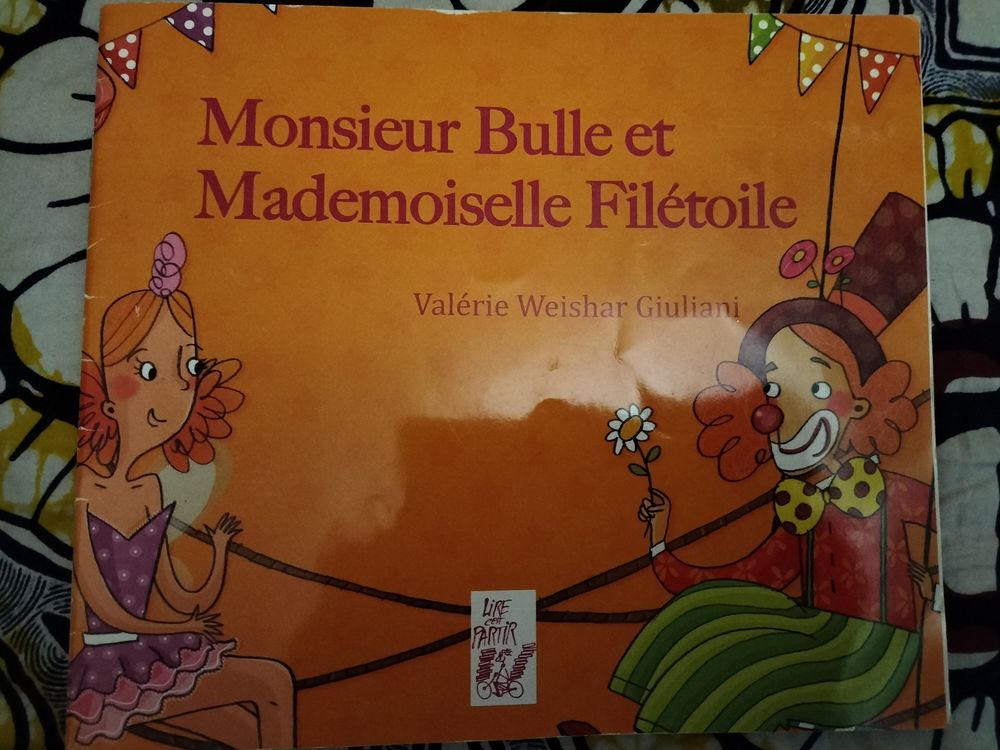 Monsieur Bulle et
Mademoiselle Filétoile
Valérie Weishar Giuliani
LiRE
c'est
PARTiR